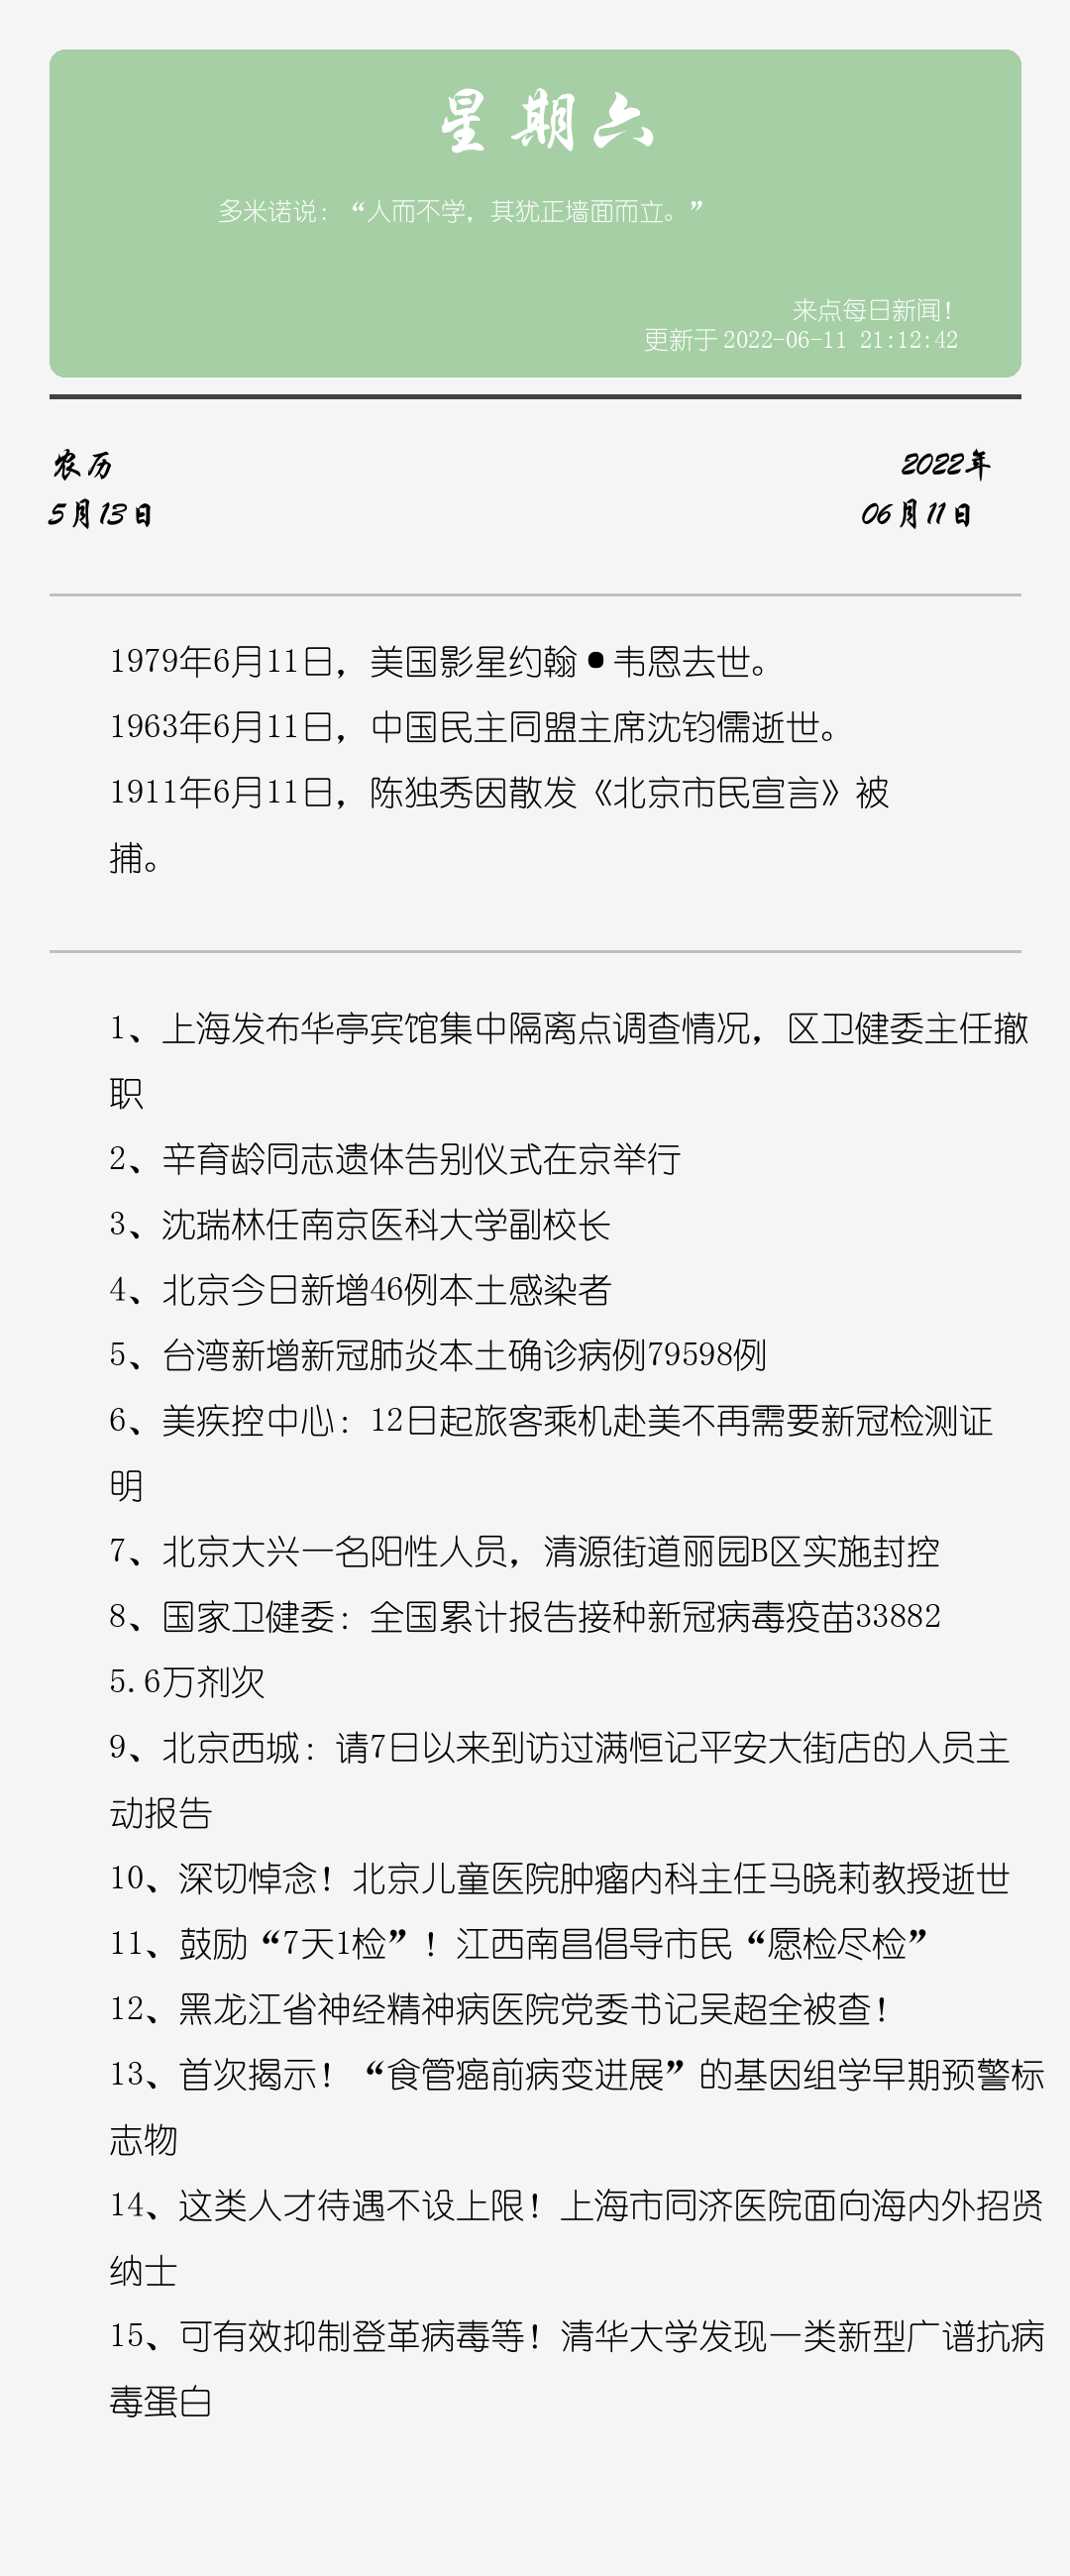 星期六
多米诺说：“人而不学，其犹正墙面而立。”
来点每日新闻！
更新于 2022-06-11 21:12:42
农历
2022年
5月13日
06月11日
1979年6月11日，美国影星约翰•韦恩去世。
1963年6月11日，中国民主同盟主席沈钧儒逝世。
1911年6月11日，陈独秀因散发《北京市民宣言》被
捕。
1、上海发布华亭宾馆集中隔离点调查情况，区卫健委主任撤
职
2、辛育龄同志遗体告别仪式在京举行
3、沈瑞林任南京医科大学副校长
4、北京今日新增46例本土感染者
5、台湾新增新冠肺炎本土确诊病例79598例
6、美疾控中心：12日起旅客乘机赴美不再需要新冠检测证
明
7、北京大兴一名阳性人员，清源街道丽园B区实施封控
8、国家卫健委：全国累计报告接种新冠病毒疫苗33882
5.6万剂次
9、北京西城：请7日以来到访过满恒记平安大街店的人员主
动报告
10、深切悼念！北京儿童医院肿瘤内科主任马晓莉教授逝世
11、鼓励“7天1检”！江西南昌倡导市民“愿检尽检”
12、黑龙江省神经精神病医院党委书记吴超全被查！
13、首次揭示！“食管癌前病变进展”的基因组学早期预警标
志物
14、这类人才待遇不设上限！上海市同济医院面向海内外招贤
纳士
15、可有效抑制登革病毒等！清华大学发现一类新型广谱抗病
毒蛋白